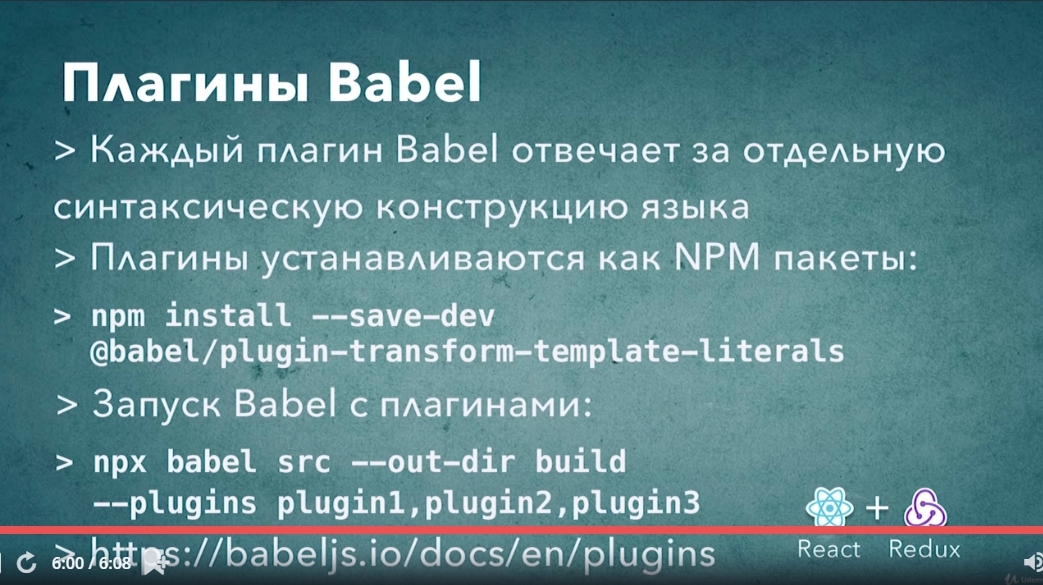 Плагины Babel
> Каждый плагин Babel отвечает за отдельную
синтаксическую конструкцию языка
> Плагины устанавливаются как NPM пакеты:
> npm install --save-dev
@babel/plugin-transform-template-literals
> Запуск Babel с плагинами:
> npx babel src --out-dir build
--plugins plugin1,plugin2,plugin3
+
> https://babeljs.io/docs/en/plugins
React Redux
6:00 / 6:08
Udemy